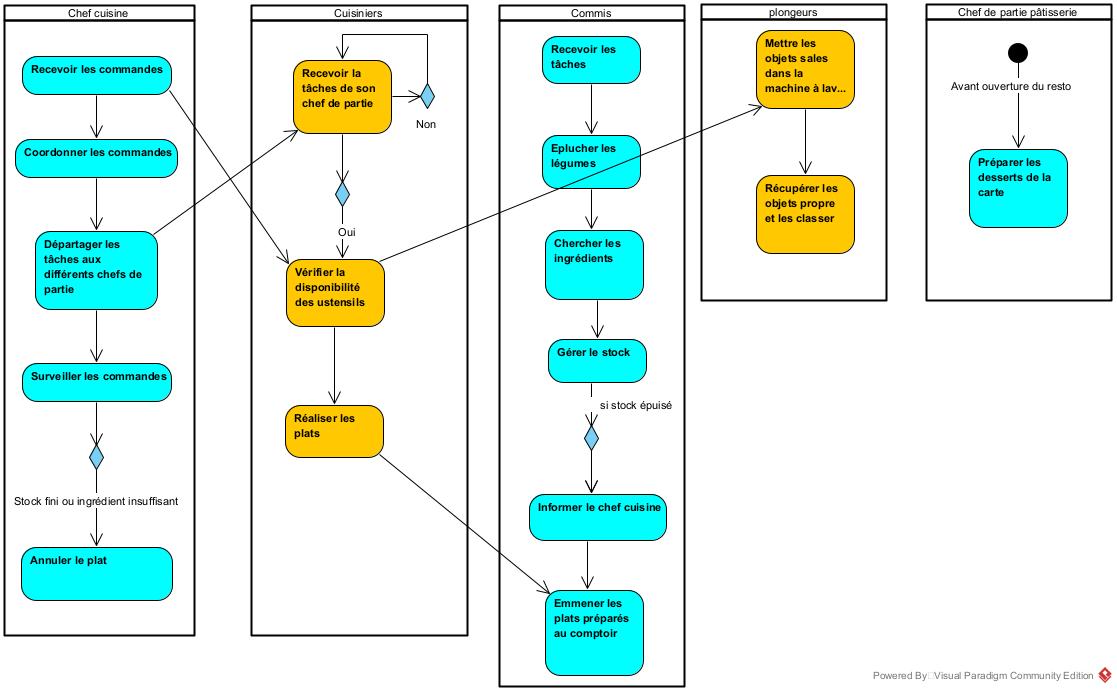 Chef cuisine
Recevoir les commandes
Coordonner les commandes
Départager les
tâches aux
différents chefs de
partie
Surveiller les commandes
Stock fini ou ingrédient insuffisant
Annuler le plat
Cuisiniers
Recevoir la
tâches de son
chef de partie
Non
Oui
Vérifier la
disponibilité
des ustensils
Réaliser les
plats
Commis
Recevoir les
tâches
Eplucher les
légumes
Chercher les
ingrédients
Gérer le stock
si stock épuisé
Informer le chef cuisine
Emmener les
plats préparés
au comptoir
plongeurs
Mettre les
objets sales
dans la
machine à lav...
Récupérer les
objets propre
et les classer
Chef de partie pâtisserie
Avant ouverture du resto
Préparer les
desserts de la
carte
Powered By Visual Paradigm Community Edition